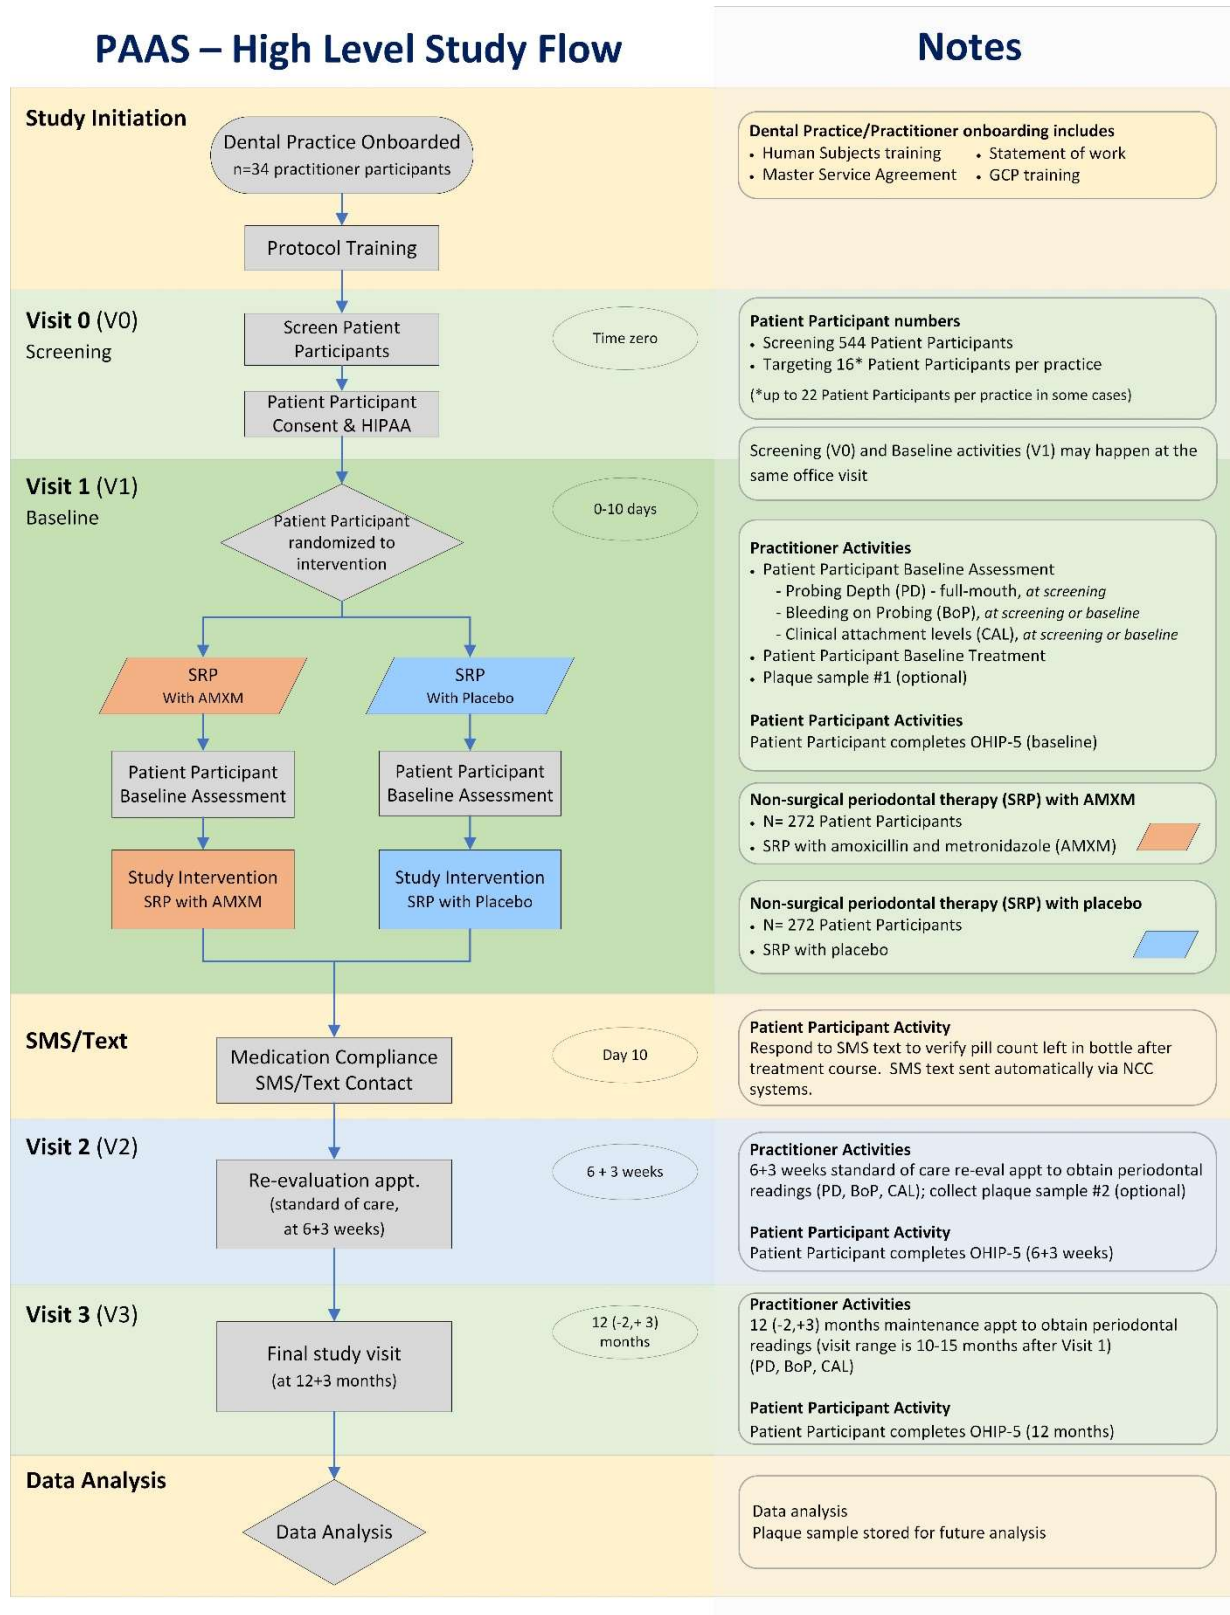 PAAS – High Level Study Flow
Notes
Study Initiation
Dental Practice Onboarded
n=34 practitioner participants
Protocol Training
Dental Practice/Practitioner onboarding includes
• Human Subjects training
• Statement of work
• Master Service Agreement
• GCP training
Visit 0 (V0)
Screening
Screen Patient
Participants
Time zero
Patient Participant
Consent & HIPAA
Patient Participant numbers
• Screening 544 Patient Participants
• Targeting 16* Patient Participants per practice
(*up to 22 Patient Participants per practice in some cases)
Screening (V0) and Baseline activities (V1) may happen at the
same office visit
Visit 1 (V1)
Baseline
Patient Participant
randomized to
intervention
0-10 days
SRP
With AMXM
SRP
With Placebo
Patient Participant
Baseline Assessment
Patient Participant
Baseline Assessment
Study Intervention
SRP with AMXM
Study Intervention
SRP with Placebo
Practitioner Activities
• Patient Participant Baseline Assessment
- Probing Depth (PD) - full-mouth, at screening
- Bleeding on Probing (BoP), at screening or baseline
- Clinical attachment levels (CAL), at screening or baseline
• Patient Participant Baseline Treatment
• Plaque sample #1 (optional)
Patient Participant Activities
Patient Participant completes OHIP-5 (baseline)
Non-surgical periodontal therapy (SRP) with AMXM
• N= 272 Patient Participants
• SRP with amoxicillin and metronidazole (AMXM)
Non-surgical periodontal therapy (SRP) with placebo
• N= 272 Patient Participants
• SRP with placebo
SMS/Text
Medication Compliance
SMS/Text Contact
Day 10
Patient Participant Activity
Respond to SMS text to verify pill count left in bottle after
treatment course.  SMS text sent automatically via NCC
systems.
Visit 2 (V2)
Re-evaluation appt.
(standard of care,
at 6+3 weeks)
6 + 3 weeks
Practitioner Activities
6+3 weeks standard of care re-eval appt to obtain periodontal
readings (PD, BoP, CAL); collect plaque sample #2 (optional)
Patient Participant Activity
Patient Participant completes OHIP-5 (6+3 weeks)
Visit 3 (V3)
Final study visit
(at 12+3 months)
12 (-2,+ 3)
months
Practitioner Activities
12 (-2,+3) months maintenance appt to obtain periodontal
readings (visit range is 10-15 months after Visit 1)
(PD, BoP, CAL)
Patient Participant Activity
Patient Participant completes OHIP-5 (12 months)
Data Analysis
Data Analysis
Data analysis
Plaque sample stored for future analysis